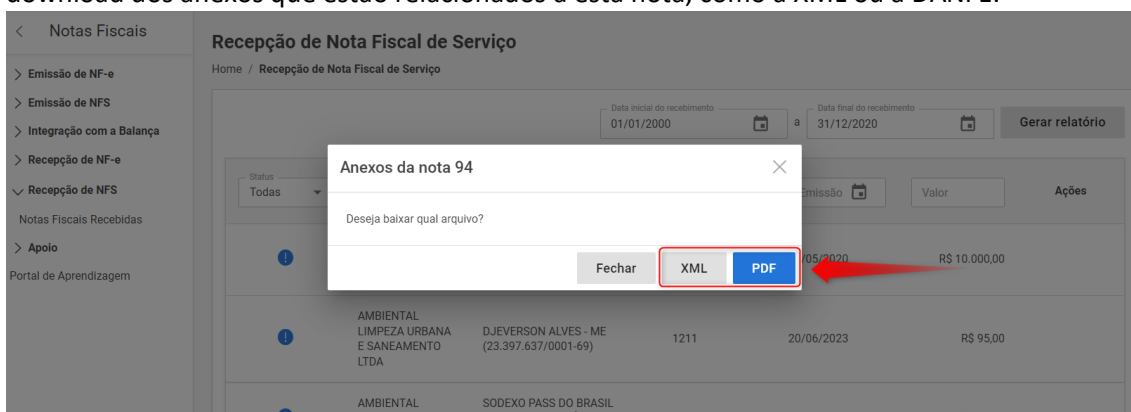 download dos anexos que estão relacionados a esta nota, como a XML ou a DANFE.
Notas Fiscais
Emissão de NF-e
Emissão de NFS
Integração com a Balança
Recepção de NF-e
Recepção de NFS
Notas Fiscais Recebidas
Apoio
Portal de Aprendizagem
Recepção de Nota Fiscal de Serviço
Home / Recepção de Nota Fiscal de Serviço
Data inicial do recebimento
01/01/2000
a
Data final do recebimento
31/12/2020
Gerar relatório
Status
Todas
Emissão
Valor
Ações
Anexos da nota 94
Deseja baixar qual arquivo?
Fechar XML PDF
/05/2020 R$ 10.000,00
AMBIENTAL
LIMPEZA URBANA
E SANEAMENTO
LTDA
DJEVERSON ALVES - ME
(23.397.637/0001-69)
1211
20/06/2023
R$ 95,00
AMBIENTAL
SODEXO PASS DO BRASIL